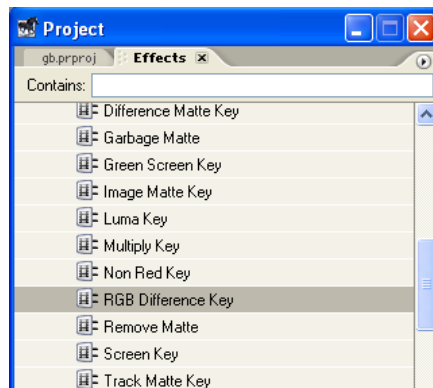 Project
gb.prproj Effects
Contains:
Difference Matte Key
Garbage Matte
Green Screen Key
Image Matte Key
Luma Key
Multiply Key
Non Red Key
RGB Difference Key
Remove Matte
Screen Key
Track Matte Key